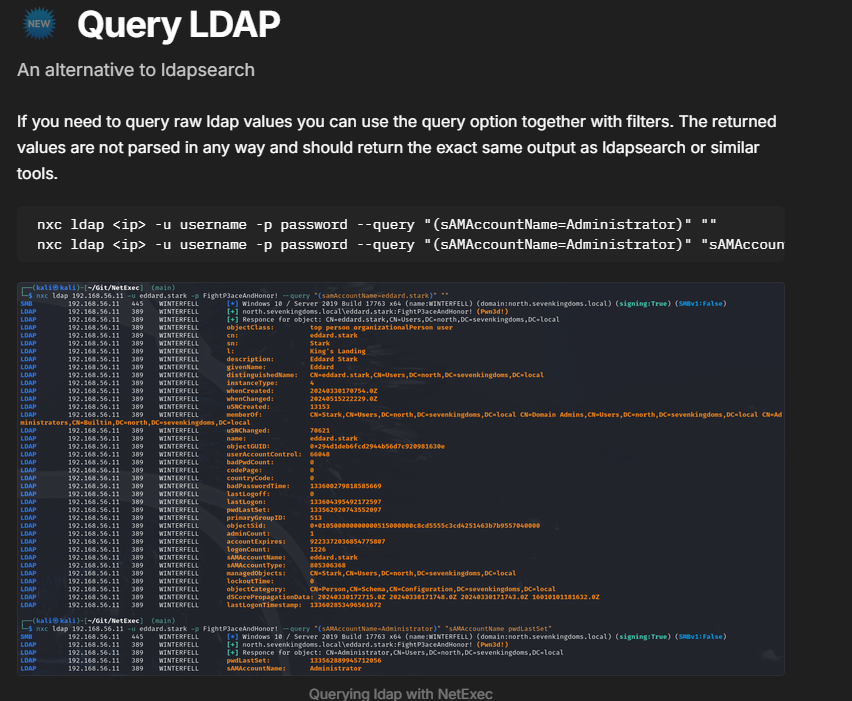 NEW
Query LDAP
An alternative to ldapsearch
If you need to query raw ldap values you can use the query option together with filters. The returned
values are not parsed in any way and should return the exact same output as ldapsearch or similar
tools.
nxc ldap <ip> -u username -p password --query "(sAMAccountName=Administrator)" ""
nxc ldap <ip> -u username -p password --query "(sAMAccountName=Administrator)" "sAMAccoun
(kali㉿kali)-[~/Git/NetExec] (main)
$ nxc ldap 192.168.56.11 -u eddard.stark -p FightP3aceAndHonor! --query "(samAccountName=eddard.stark)" ""
SMB 192.168.56.11 445 WINTERFELL [*] Windows 10 / Server 2019 Build 17763 x64 (name:WINTERFELL) (domain:north.sevenkingdoms.local) (signing:True) (SMBv1:False)
LDAP 192.168.56.11 389 WINTERFELL [+] north.sevenkingdoms.local\eddard.stark:FightP3aceAndHonor! (Pwn3d!)
LDAP 192.168.56.11 389 WINTERFELL [+] Responce for object: CN=eddard.stark,CN=Users,DC=north,DC=sevenkingdoms,DC=local
LDAP 192.168.56.11 389 WINTERFELL objectClass: top person organizationalPerson user
LDAP 192.168.56.11 389 WINTERFELL cn: eddard.stark
LDAP 192.168.56.11 389 WINTERFELL sn: Stark
LDAP 192.168.56.11 389 WINTERFELL l: King's Landing
LDAP 192.168.56.11 389 WINTERFELL description: Eddard Stark
LDAP 192.168.56.11 389 WINTERFELL givenName: Eddard
LDAP 192.168.56.11 389 WINTERFELL distinguishedName: CN=eddard.stark,CN=Users,DC=north,DC=sevenkingdoms,DC=local
LDAP 192.168.56.11 389 WINTERFELL instanceType: 4
LDAP 192.168.56.11 389 WINTERFELL whenCreated: 20240330170754.0Z
LDAP 192.168.56.11 389 WINTERFELL whenChanged: 20240515222229.0Z
LDAP 192.168.56.11 389 WINTERFELL uSNCreated: 13153
LDAP 192.168.56.11 389 WINTERFELL memberOf: CN=Stark,CN=Users,DC=north,DC=sevenkingdoms,DC=local CN=Domain Admins,CN=Users,DC=north,DC=sevenkingdoms,DC=local CN=Ad
ministrators,CN=Builtin,DC=north,DC=sevenkingdoms,DC=local
LDAP 192.168.56.11 389 WINTERFELL uSNChanged: 70621
LDAP 192.168.56.11 389 WINTERFELL name: eddard.stark
LDAP 192.168.56.11 389 WINTERFELL objectGUID: 0×294d1deb6fcd2944b56d7c920981630e
LDAP 192.168.56.11 389 WINTERFELL userAccountControl: 66048
LDAP 192.168.56.11 389 WINTERFELL badPwdCount: 0
LDAP 192.168.56.11 389 WINTERFELL codePage: 0
LDAP 192.168.56.11 389 WINTERFELL countryCode: 0
LDAP 192.168.56.11 389 WINTERFELL badPasswordTime: 133600279818585669
LDAP 192.168.56.11 389 WINTERFELL lastLogoff: 0
LDAP 192.168.56.11 389 WINTERFELL lastLogon: 133604395492172597
LDAP 192.168.56.11 389 WINTERFELL pwdLastSet: 133562920743552097
LDAP 192.168.56.11 389 WINTERFELL primaryGroupID: 513
LDAP 192.168.56.11 389 WINTERFELL objectSid:
LDAP 192.168.56.11 389 WINTERFELL adminCount: 1
LDAP 192.168.56.11 389 WINTERFELL accountExpires: 9223372036854775807
LDAP 192.168.56.11 389 WINTERFELL logonCount: 1226
LDAP 192.168.56.11 389 WINTERFELL sAMAccountName: eddard.stark
LDAP 192.168.56.11 389 WINTERFELL sAMAccountType: 805306368
LDAP 192.168.56.11 389 WINTERFELL managedObjects: CN=Stark,CN=Users,DC=north,DC=sevenkingdoms,DC=local
LDAP 192.168.56.11 389 WINTERFELL lockoutTime: 0
LDAP 192.168.56.11 389 WINTERFELL objectCategory: CN=Person,CN=Schema,CN=Configuration,DC=sevenkingdoms,DC=local
LDAP 192.168.56.11 389 WINTERFELL dSCorePropagationData: 20240330172715.0Z 20240330171748.0Z 20240330171743.0Z 16010101181632.0Z
LDAP 192.168.56.11 389 WINTERFELL lastLogonTimestamp: 133602853496561672
(kali㉿kali)-[~/Git/NetExec] (main)
$ nxc ldap 192.168.56.11 -u eddard.stark -p FightP3aceAndHonor! --query "(sAMAccountName=Administrator)" "sAMAccountName pwdLastSet"
SMB 192.168.56.11 445 WINTERFELL [*] Windows 10 / Server 2019 Build 17763 x64 (name:WINTERFELL) (domain:north.sevenkingdoms.local) (signing:True) (SMBv1:False)
LDAP 192.168.56.11 389 WINTERFELL [+] north.sevenkingdoms.local\eddard.stark:FightP3aceAndHonor! (Pwn3d!)
LDAP 192.168.56.11 389 WINTERFELL [+] Responce for object: CN=Administrator,CN=Users,DC=north,DC=sevenkingdoms,DC=local
LDAP 192.168.56.11 389 WINTERFELL pwdLastSet: 133562889945712056
LDAP 192.168.56.11 389 WINTERFELL sAMAccountName: Administrator
Querying ldap with NetExec